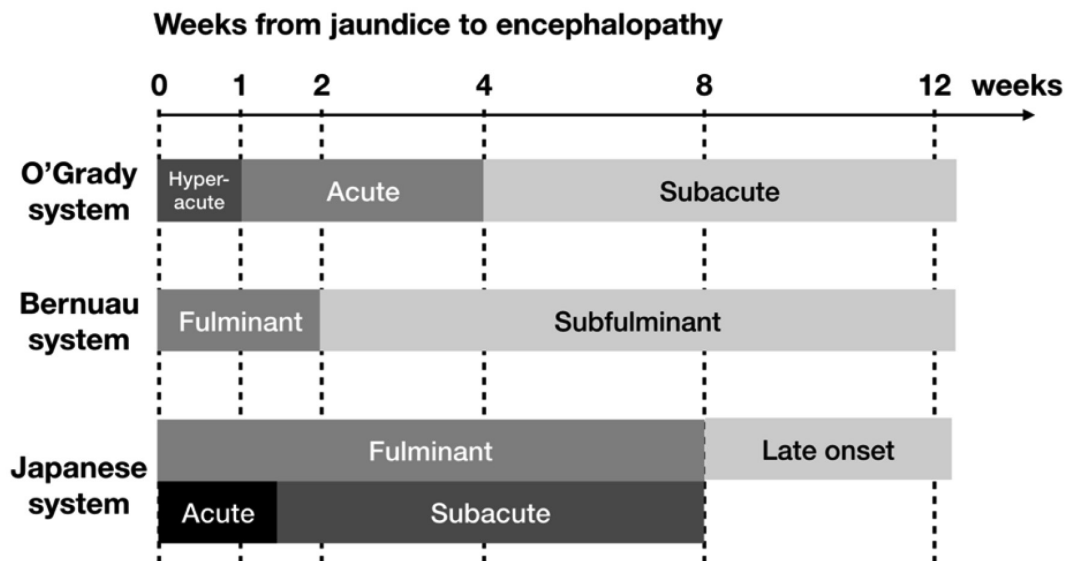 Weeks from jaundice to encephalopathy
0 1 2 4 8 12 weeks
O'Grady
system
Hyper-
acute
Acute
Subacute
Bernuau
system
Fulminant
Subfulminant
Japanese
system
Fulminant
Late onset
Acute
Subacute